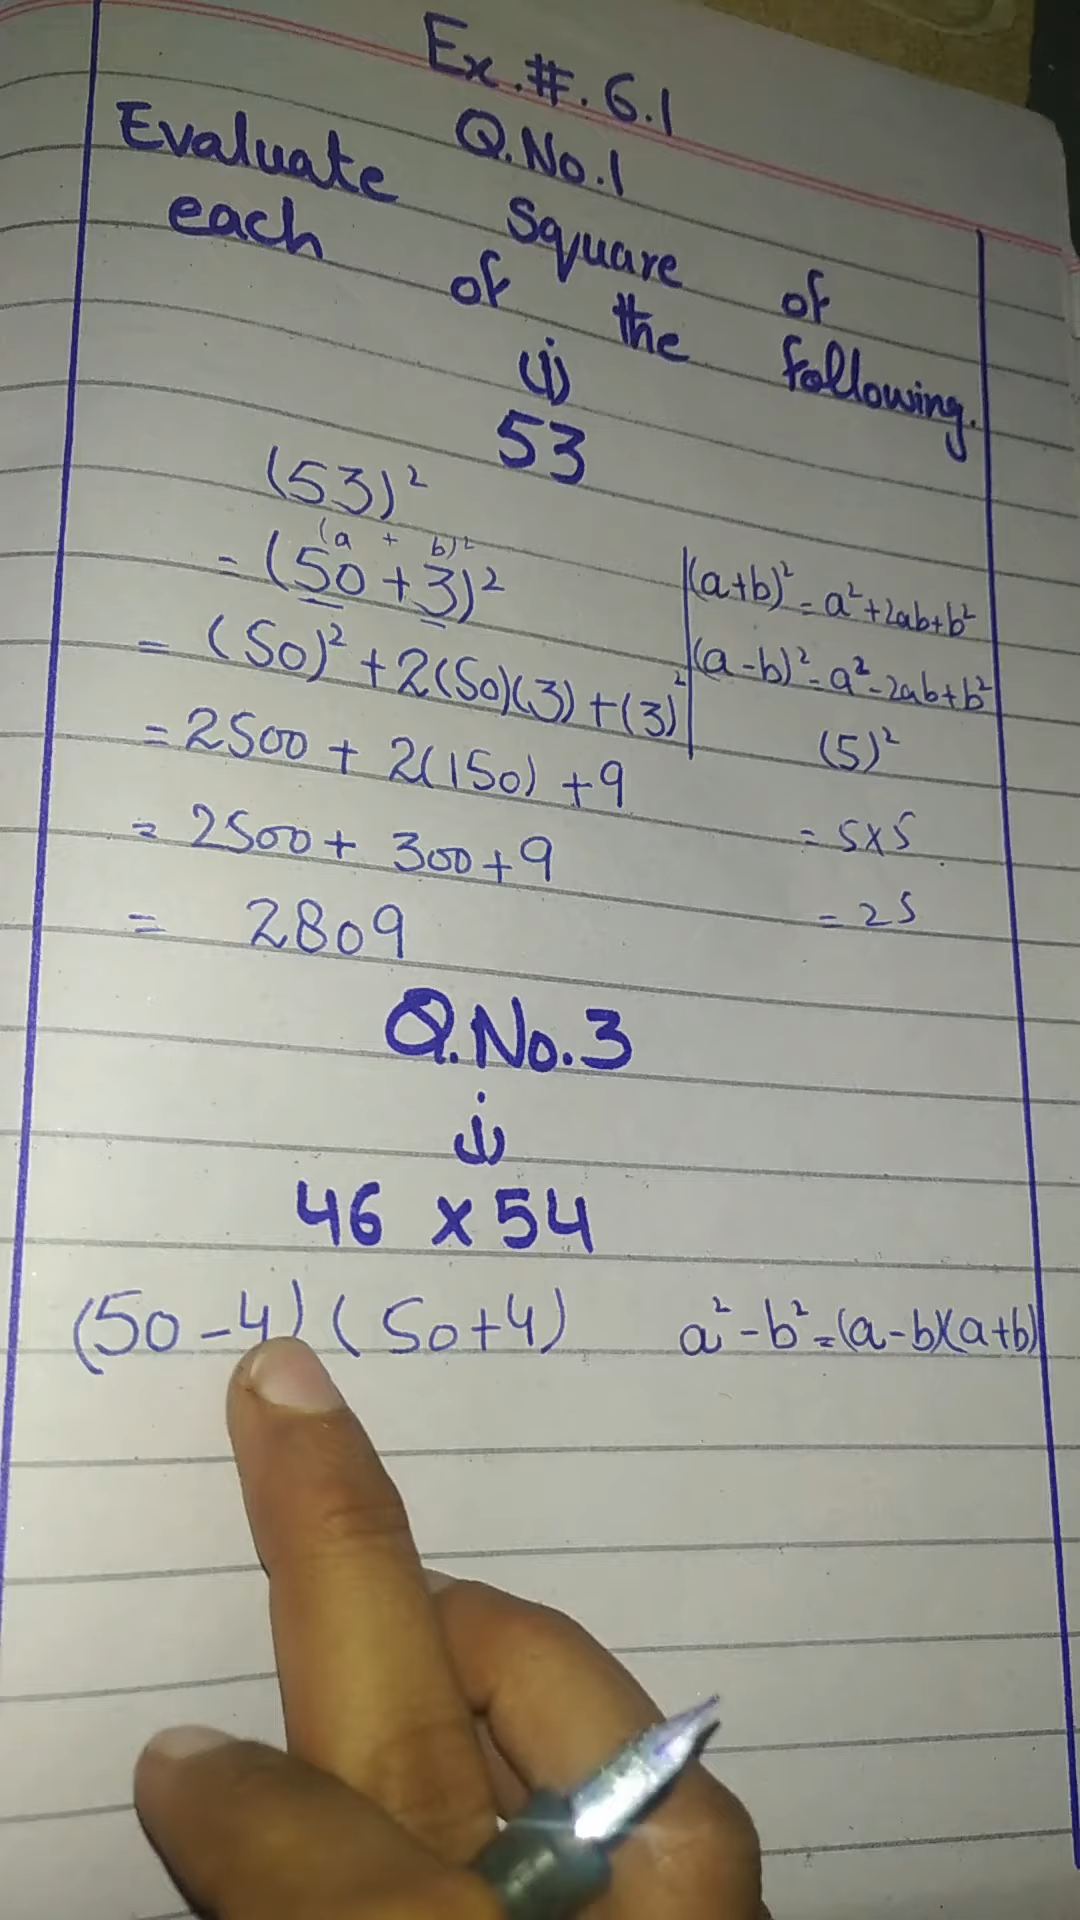 Ex.#.6.1
Q.No.1
Evaluate Square of
each of the following.
(i)
53
(53)²
(a + b)²
= (50+3)²
(a+b)² = a²+2ab+b²
= (50)²+2(50)(3)+(3)²
(a-b)² = a²-2ab+b²
= 2500 + 2(150) +9
(5)²
= 2500+ 300+9
= 5×5
= 2809
= 25
Q.No.3
(i)
46 × 54
(50-4)(50+4)
a²-b²=(a-b)(a+b)